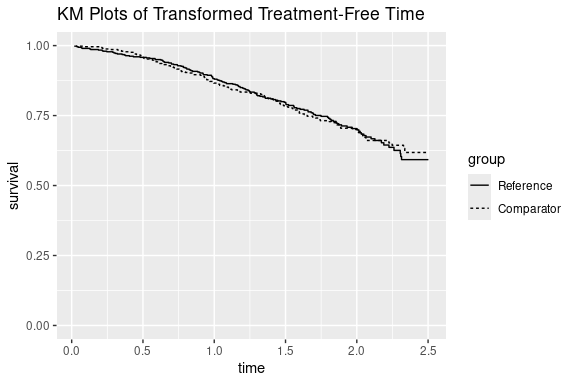 KM Plots of Transformed Treatment-Free Time
survival
1.00
0.75
0.50
0.25
0.00
0.0 0.5 1.0 1.5 2.0 2.5
time
group
Reference
Comparator